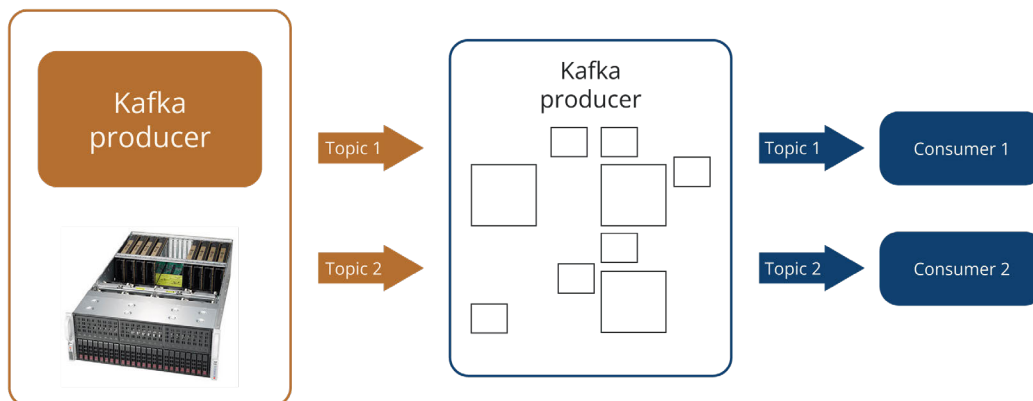 Kafka
producer
Topic 1
Topic 2
Kafka
producer
Topic 1
Topic 2
Consumer 1
Consumer 2